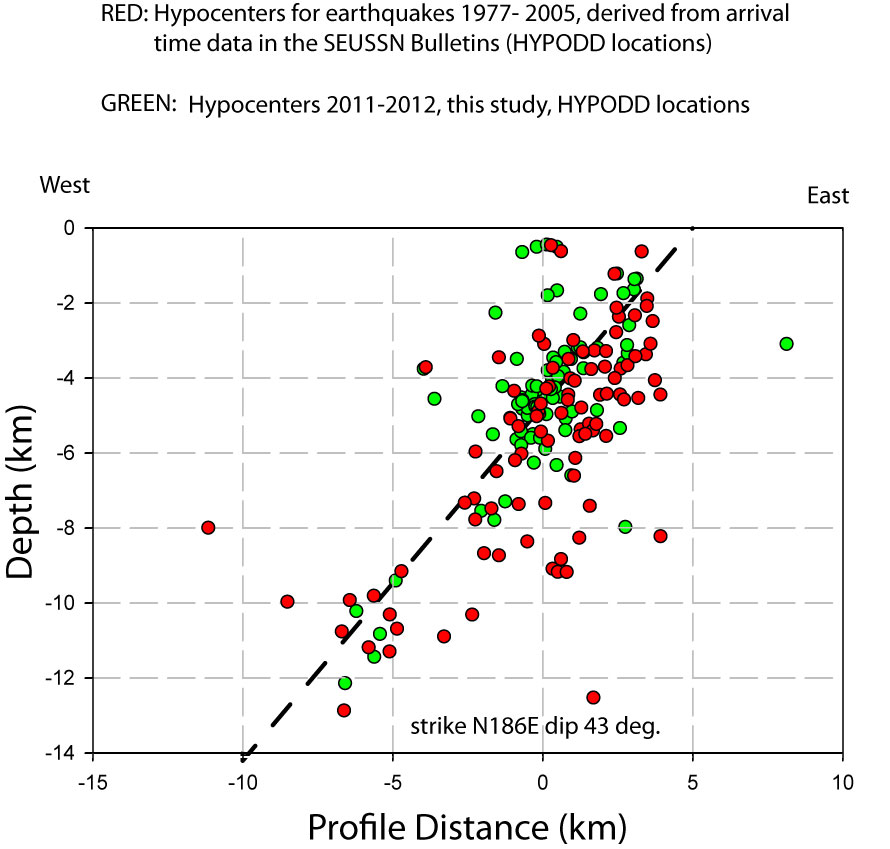 RED: Hypocenters for earthquakes 1977- 2005, derived from arrival
time data in the SEUSSN Bulletins (HYPODD locations)
GREEN: Hypocenters 2011-2012, this study, HYPODD locations
West
East
0
-2
-4
-6
-8
-10
-12
-14
Depth (km)
strike N186E dip 43 deg.
-15
-10
-5
0
5
10
Profile Distance (km)